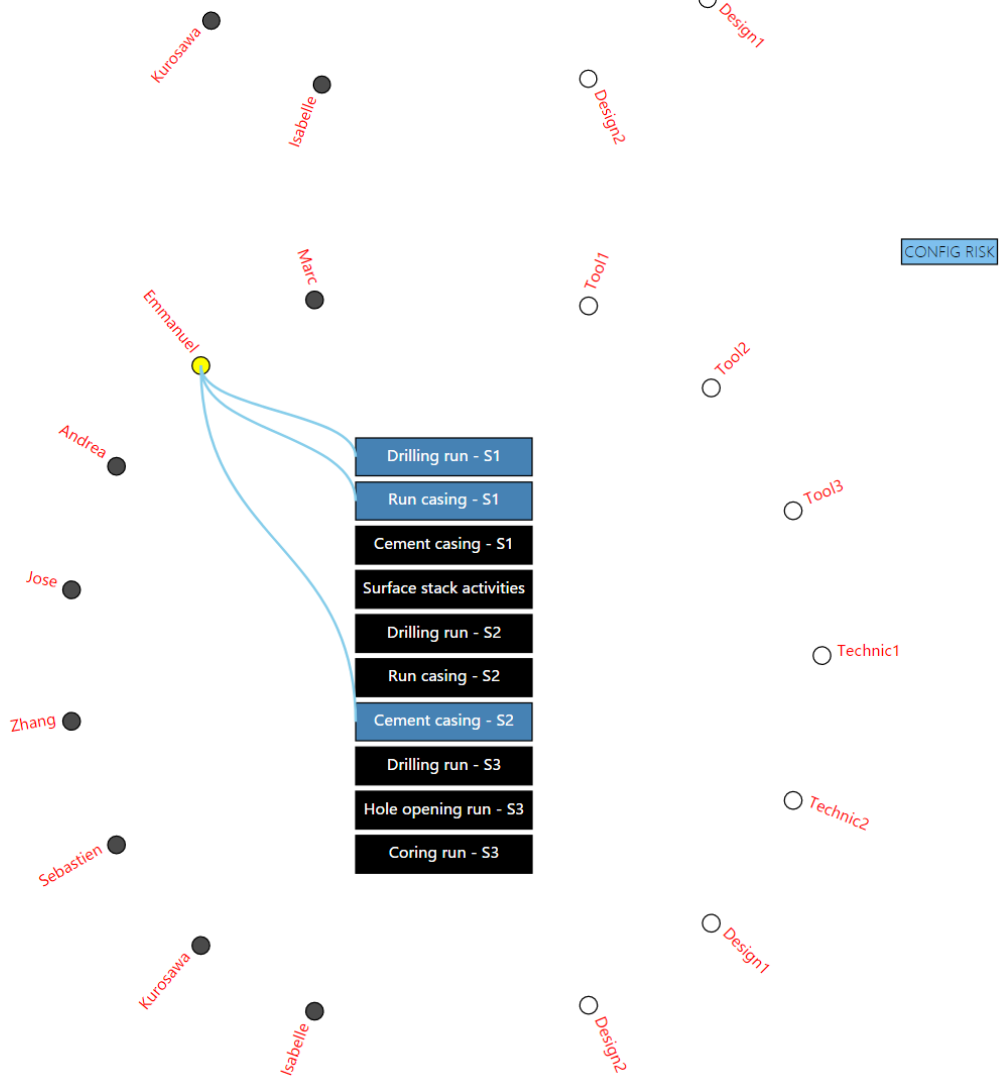 Design1
Kurosawa
Isabelle
Design2
CONFIG RISK
Marc
Tool1
Emmanuel
Tool2
Andrea
Drilling run - S1
Run casing - S1
Tool3
Cement casing - S1
Jose
Surface stack activities
Drilling run - S2
Technic1
Run casing - S2
Zhang
Cement casing - S2
Drilling run - S3
Hole opening run - S3
Technic2
Coring run - S3
Sebastien
Kurosawa
Design1
Isabelle
Design2